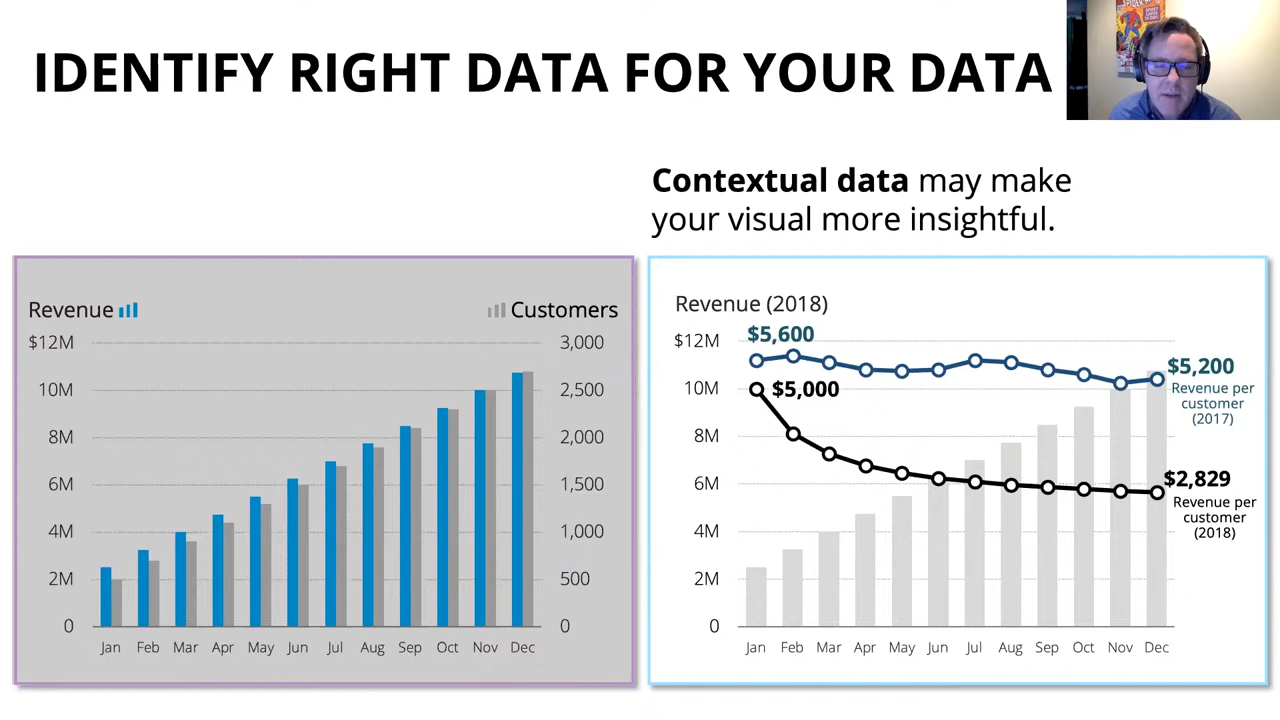 IDENTIFY RIGHT DATA FOR YOUR DATA
Contextual data may make
your visual more insightful.
Revenue
Customers
$12M
10M
8M
6M
4M
2M
0
3,000
2,500
2,000
1,500
1,000
500
0
Jan Feb Mar Apr May Jun Jul Aug Sep Oct Nov Dec
Revenue (2018)
$12M
10M
8M
6M
4M
2M
0
$5,600
$5,000
$5,200
Revenue per
customer
(2017)
$2,829
Revenue per
customer
(2018)
Jan Feb Mar Apr May Jun Jul Aug Sep Oct Nov Dec